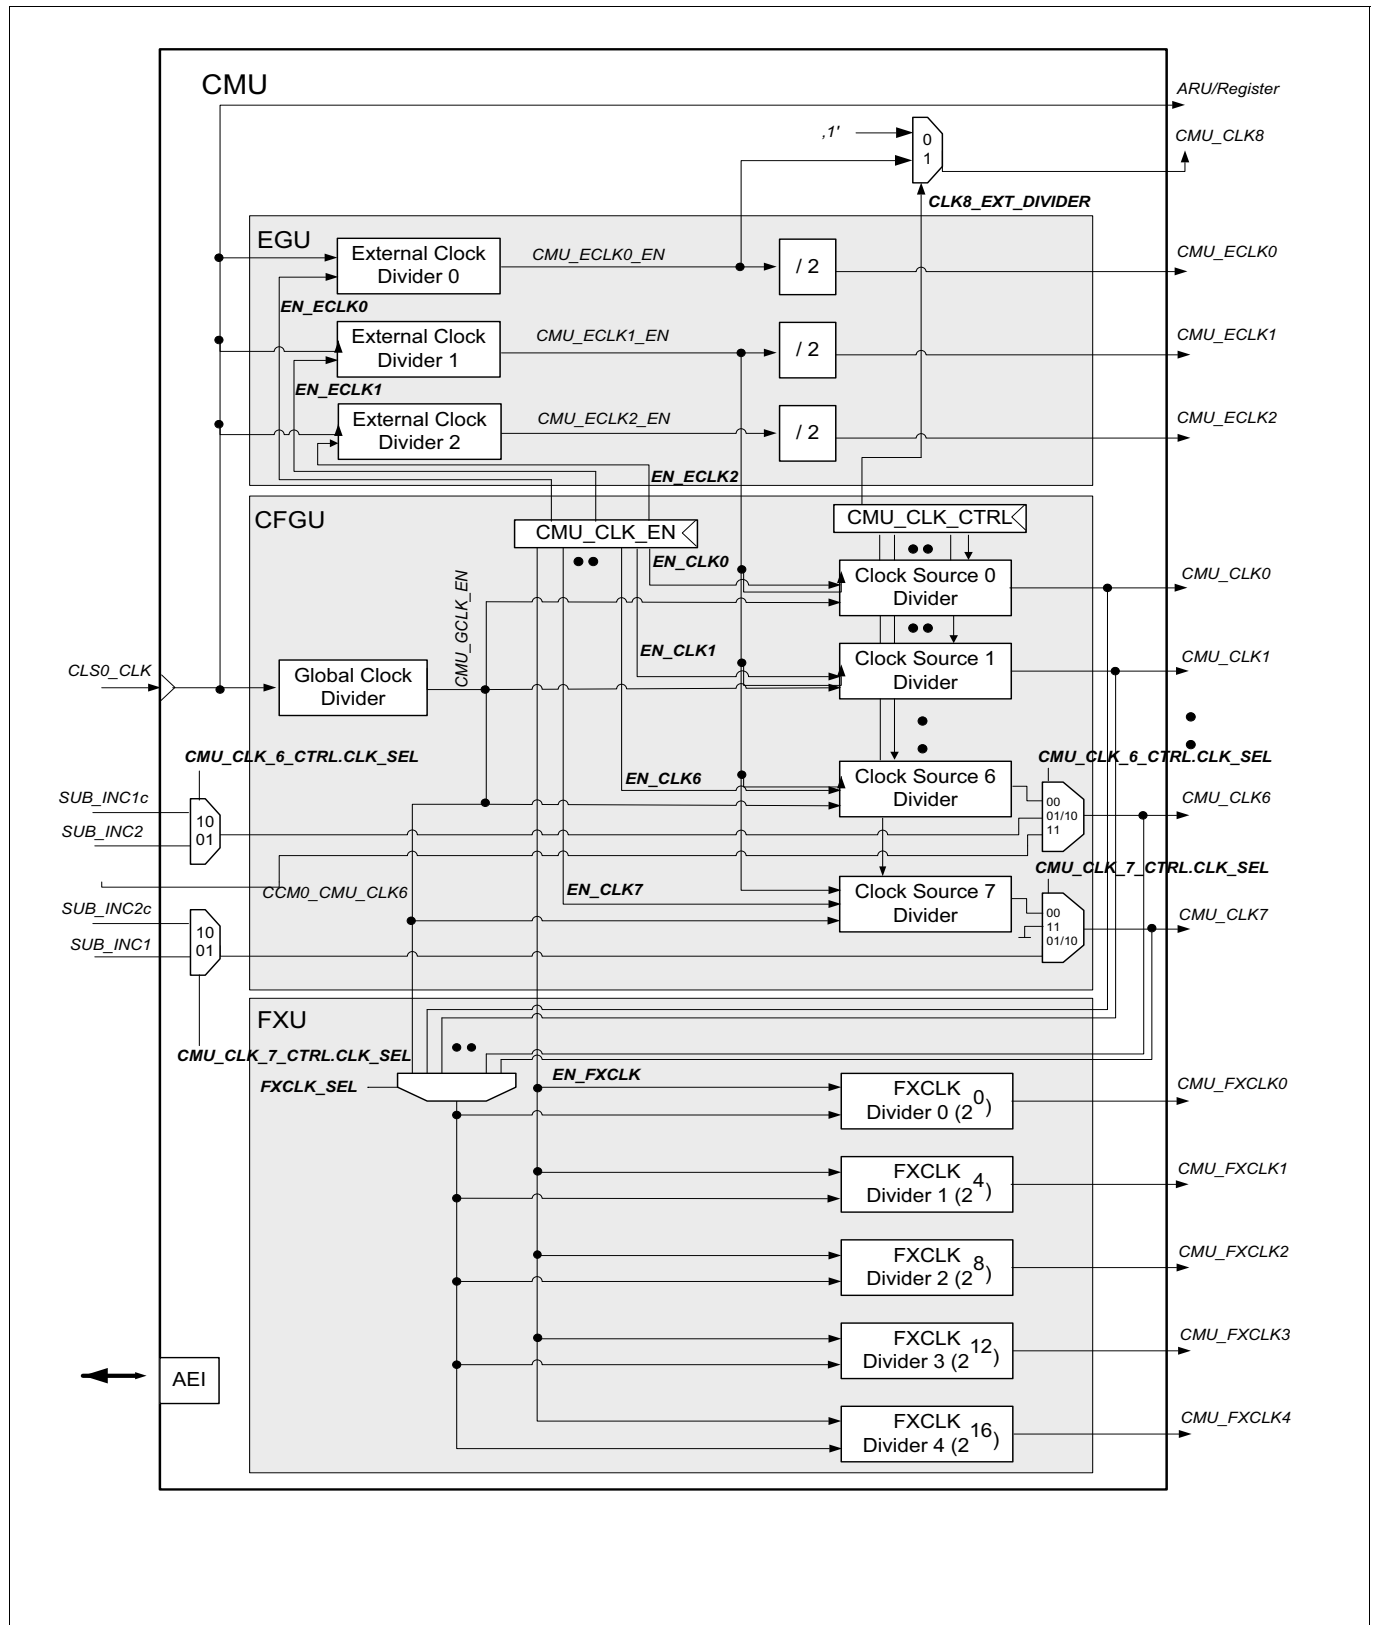 CMU
ARU/Register
,1'
0
1
CMU_CLK8
CLK8_EXT_DIVIDER
EGU
External Clock
Divider 0
CMU_ECLK0_EN
/ 2
CMU_ECLK0
EN_ECLK0
External Clock
Divider 1
CMU_ECLK1_EN
/ 2
CMU_ECLK1
EN_ECLK1
External Clock
Divider 2
CMU_ECLK2_EN
/ 2
CMU_ECLK2
EN_ECLK2
CFGU
CMU_CLK_EN
CMU_CLK_CTRL
EN_CLK0
Clock Source 0
Divider
CMU_CLK0
CMU_GCLK_EN
EN_CLK1
Clock Source 1
Divider
CMU_CLK1
CLS0_CLK
Global Clock
Divider
CMU_CLK_6_CTRL.CLK_SEL
CMU_CLK_6_CTRL.CLK_SEL
EN_CLK6
Clock Source 6
Divider
00
01/10
11
CMU_CLK6
SUB_INC1c
SUB_INC2
10
01
CCM0_CMU_CLK6
CMU_CLK_7_CTRL.CLK_SEL
EN_CLK7
Clock Source 7
Divider
00
11
01/10
CMU_CLK7
SUB_INC2c
SUB_INC1
10
01
FXU
CMU_CLK_7_CTRL.CLK_SEL
FXCLK_SEL
EN_FXCLK
FXCLK
Divider 0 (2^0)
CMU_FXCLK0
FXCLK
Divider 1 (2^4)
CMU_FXCLK1
FXCLK
Divider 2 (2^8)
CMU_FXCLK2
FXCLK
Divider 3 (2^12)
CMU_FXCLK3
AEI
FXCLK
Divider 4 (2^16)
CMU_FXCLK4